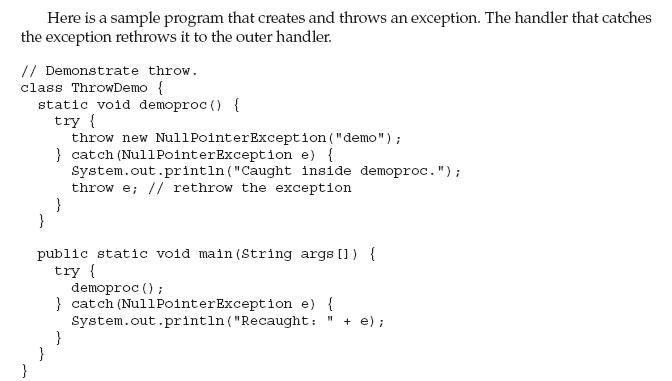 Here is a sample program that creates and throws an exception. The handler that catches
the exception rethrows it to the outer handler.
// Demonstrate throw.
class ThrowDemo {
  static void demoproc() {
    try {
      throw new NullPointerException("demo");
    } catch(NullPointerException e) {
      System.out.println("Caught inside demoproc.");
      throw e; // rethrow the exception
    }
  }
  public static void main(String args[]) {
    try {
      demoproc();
    } catch(NullPointerException e) {
      System.out.println("Recaught: " + e);
    }
  }
}